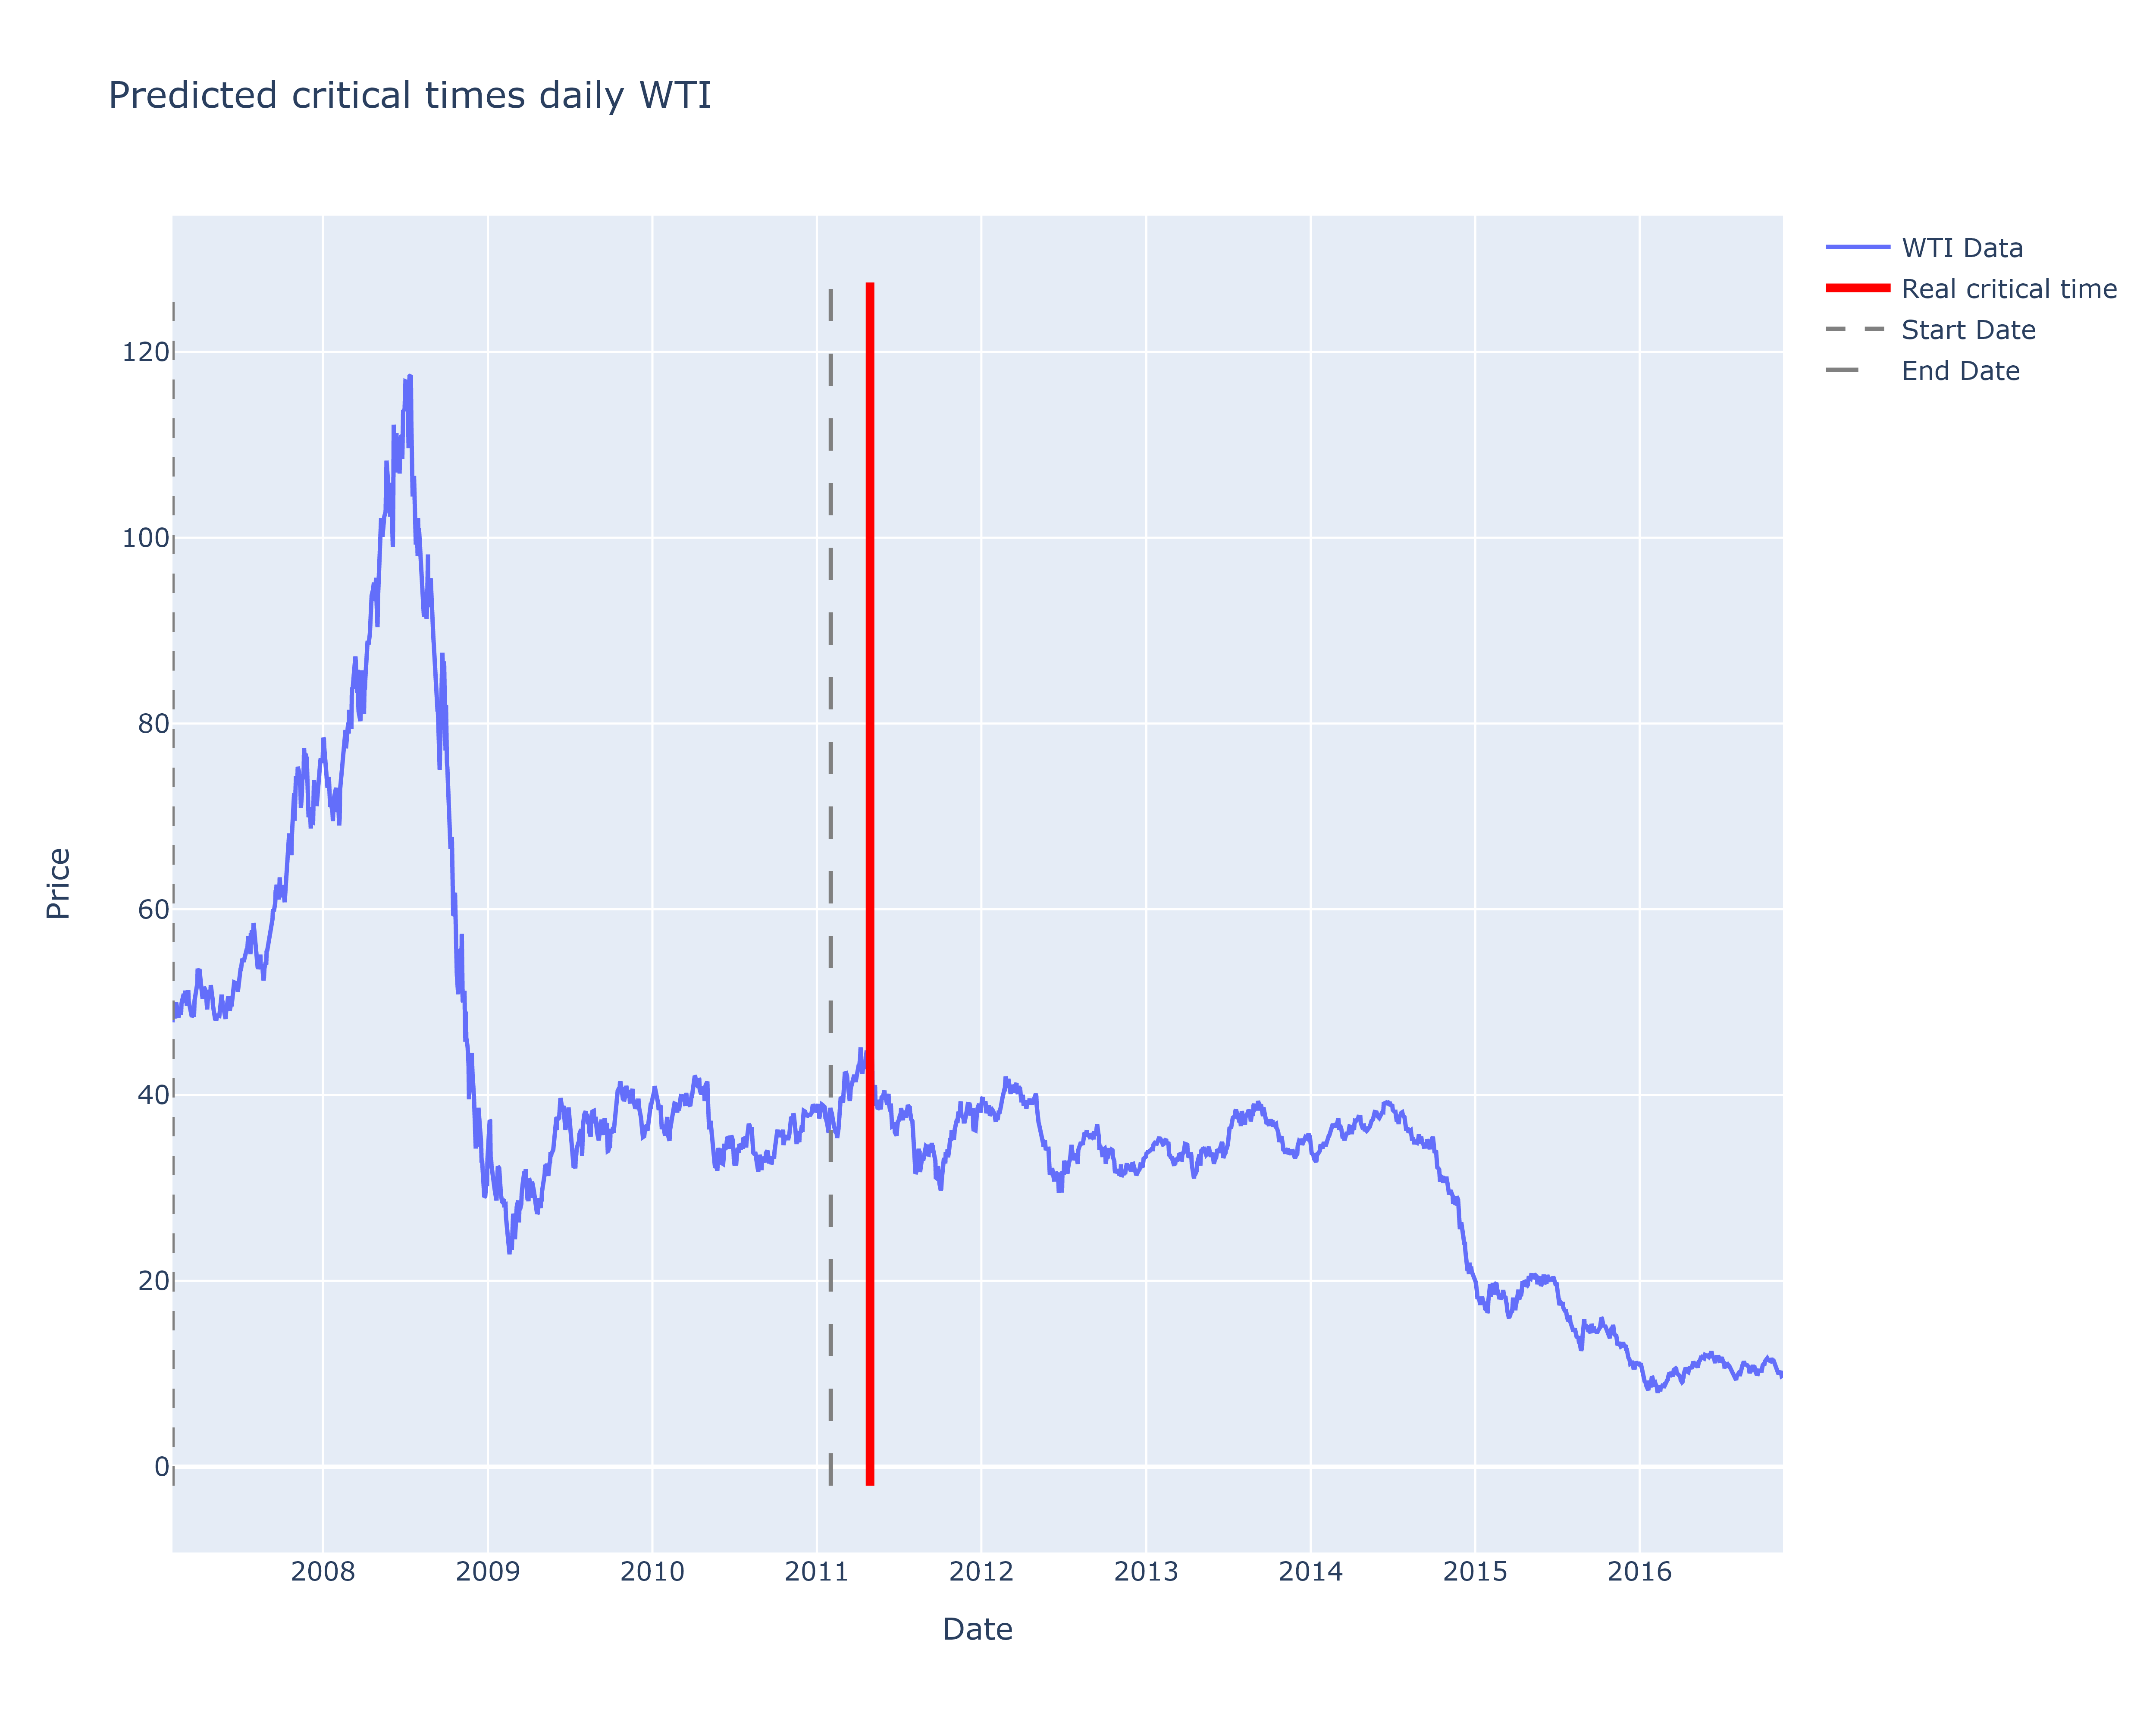 Predicted critical times daily WTI
WTI Data
Real critical time
Start Date
End Date
120
100
80
60
40
20
0
Price
2008 2009 2010 2011 2012 2013 2014 2015 2016
Date